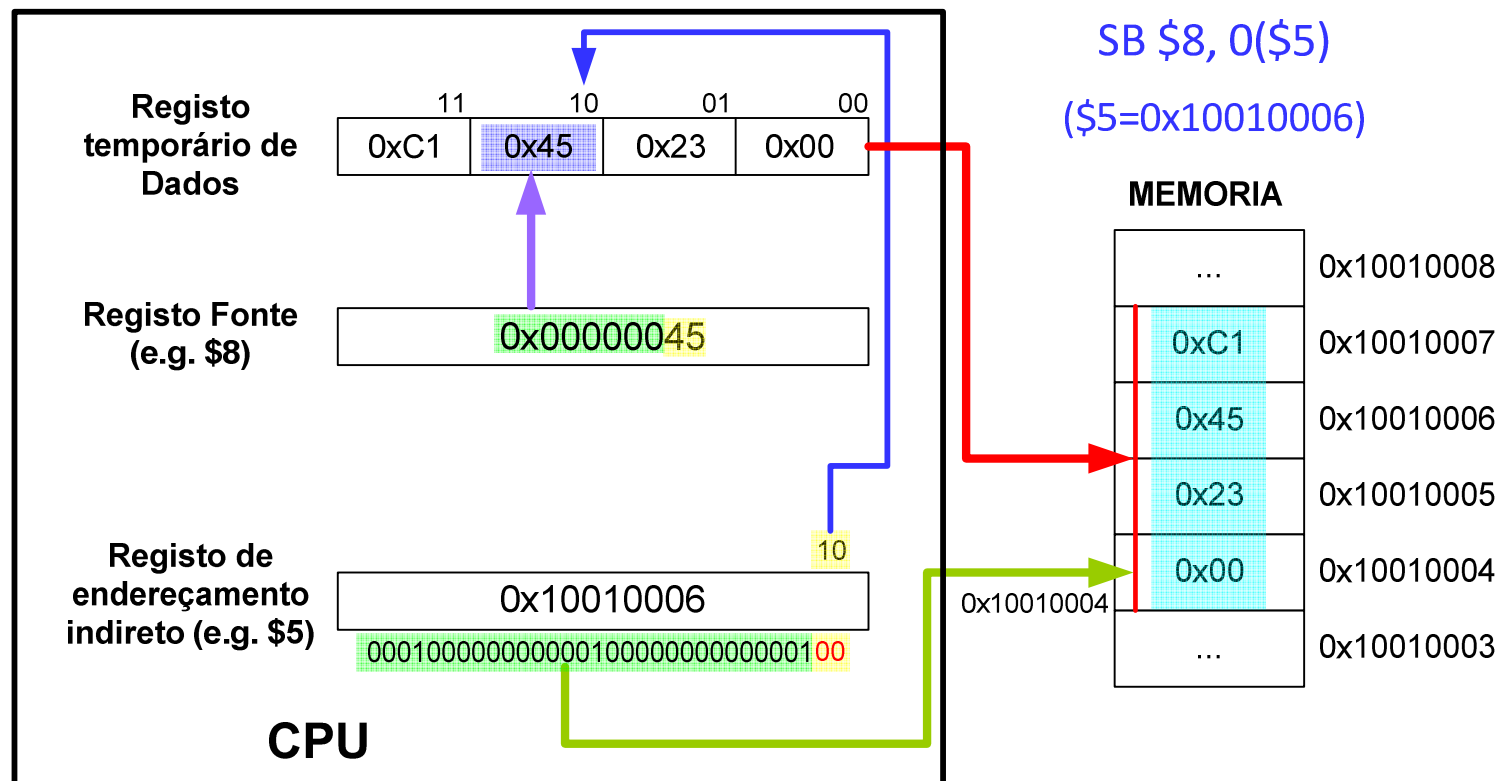 SB $8, 0($5)
($5=0x10010006)
Registo
temporário de
Dados
11 10 01 00
0xC1 0x45 0x23 0x00
Registo Fonte
(e.g. $8)
0x00000045
Registo de
endereçamento
indireto (e.g. $5)
10
0x10010006
00010000000000010000000000000100
CPU
MEMORIA
... 0x10010008
0xC1 0x10010007
0x45 0x10010006
0x23 0x10010005
0x00 0x10010004
0x10010004
... 0x10010003